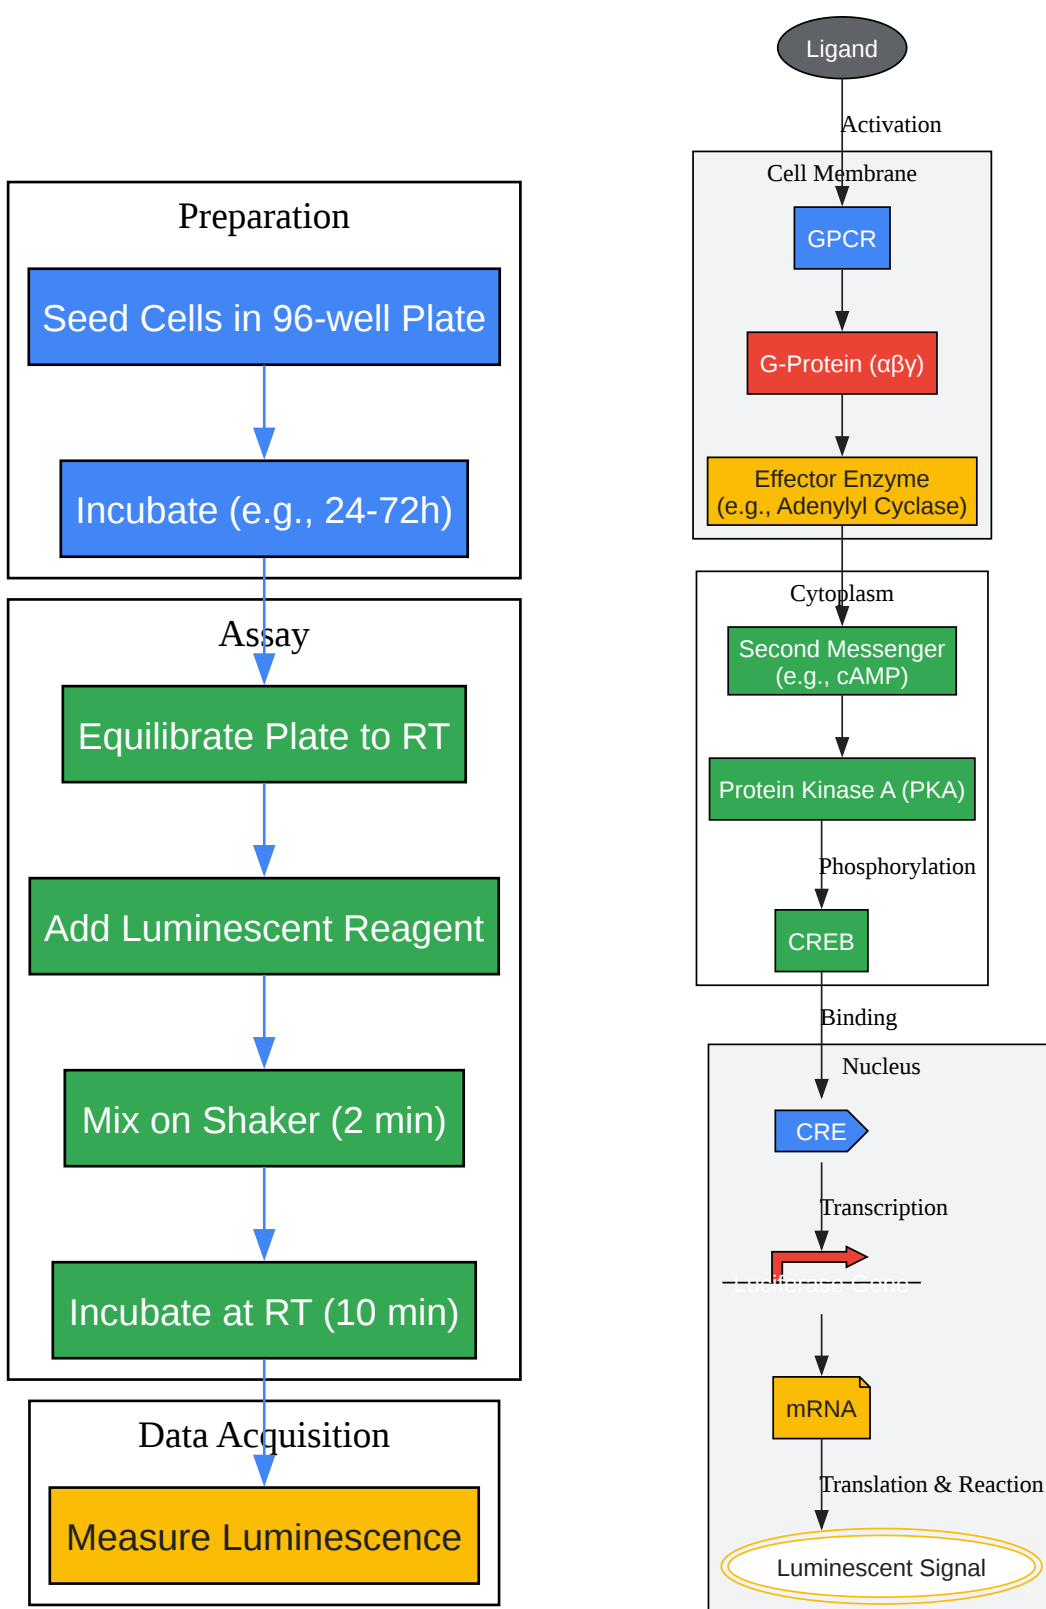 Preparation
Seed Cells in 96-well Plate
Incubate (e.g., 24-72h)
Assay
Equilibrate Plate to RT
Add Luminescent Reagent
Mix on Shaker (2 min)
Incubate at RT (10 min)
Data Acquisition
Measure Luminescence
Ligand
Activation
Cell Membrane
GPCR
G-Protein (αβγ)
Effector Enzyme
(e.g., Adenylyl Cyclase)
Cytoplasm
Second Messenger
(e.g., cAMP)
Protein Kinase A (PKA)
Phosphorylation
CREB
Binding
Nucleus
CRE
Transcription
Luciferase Gene
mRNA
Translation & Reaction
Luminescent Signal